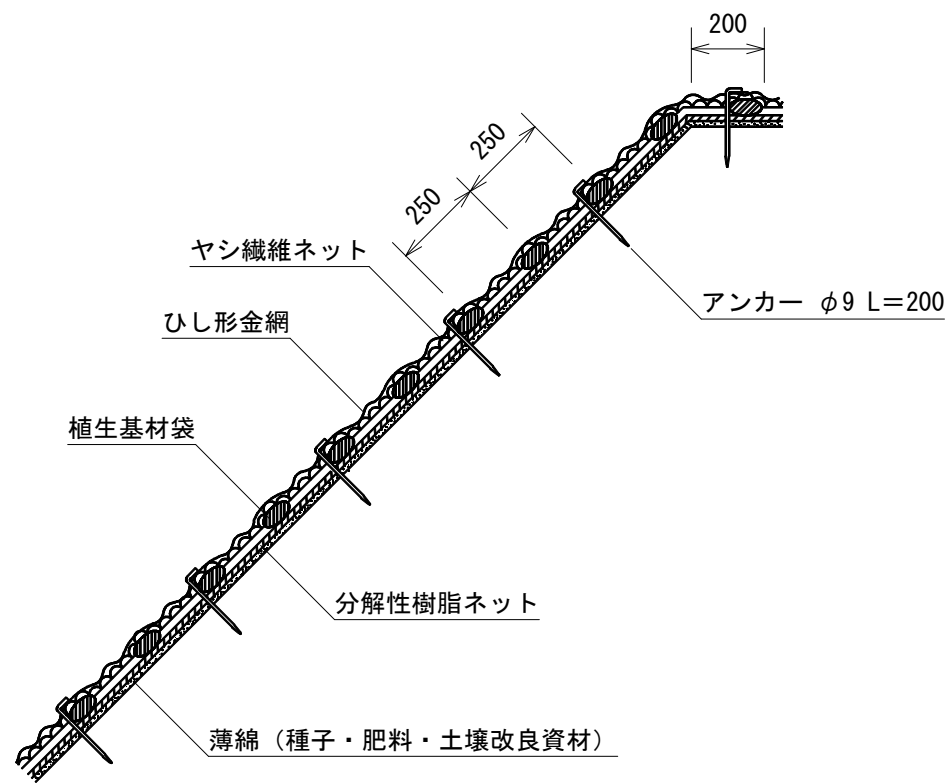 200
250
250
ヤシ繊維ネット
アンカー φ9 L=200
ひし形金網
植生基材袋
分解性樹脂ネット
薄綿（種子・肥料・土壌改良資材）